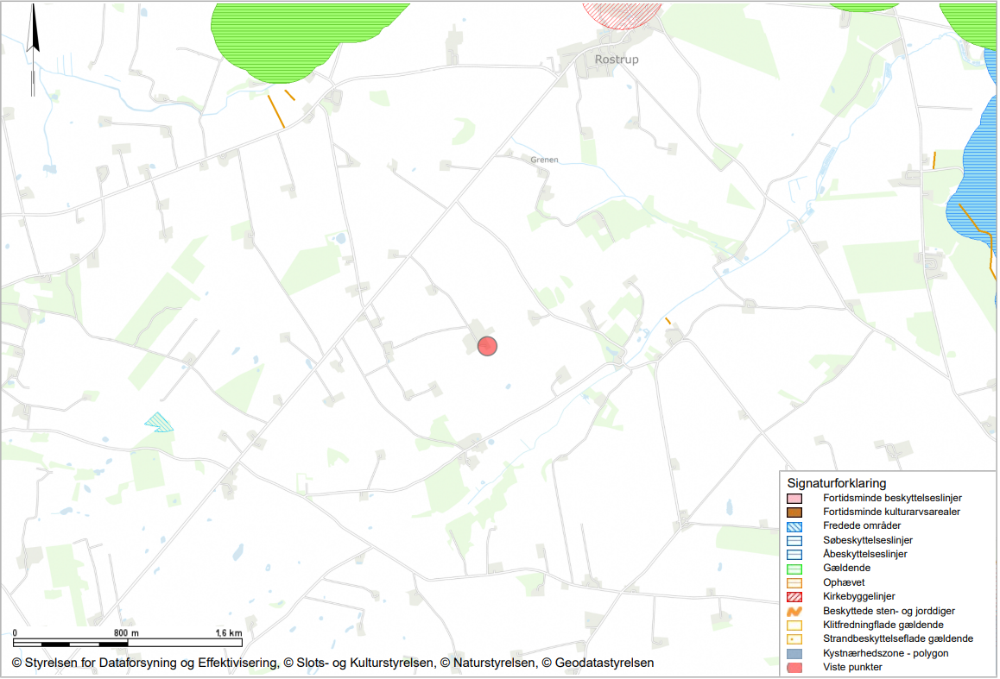 Rostrup
Grenen
Signaturforklaring
Fortidsminde beskyttelseslinjer
Fortidsminde kulturarvsarealer
Fredede områder
Søbeskyttelseslinjer
Åbeskyttelseslinjer
Gældende
Ophævet
Kirkebyggelinjer
Beskyttede sten- og jorddiger
Klitfredningflade gældende
Strandbeskyttelseflade gældende
Kystnærhedszone - polygon
Viste punkter
0 800 m 1,6 km
© Styrelsen for Dataforsyning og Effektivisering, © Slots- og Kulturstyrelsen, © Naturstyrelsen, © Geodatastyrelsen